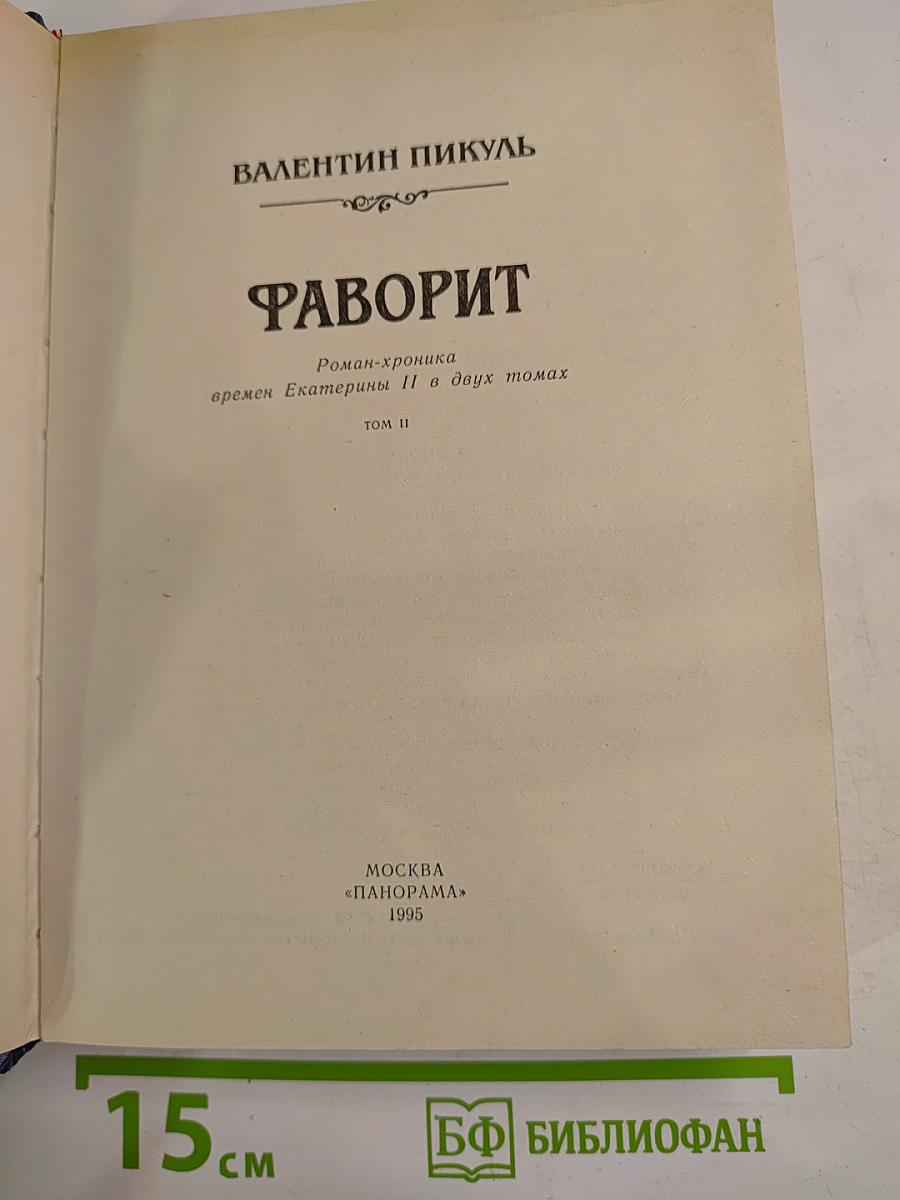 ВАЛЕНТИН ПИКУЛЬ
ФАВОРИТ
Роман-хроника
времен Екатерины II в двух томах
ТОМ II
МОСКВА
«ПАНОРАМА»
1995
15 см
БФ БИБЛИОФАН